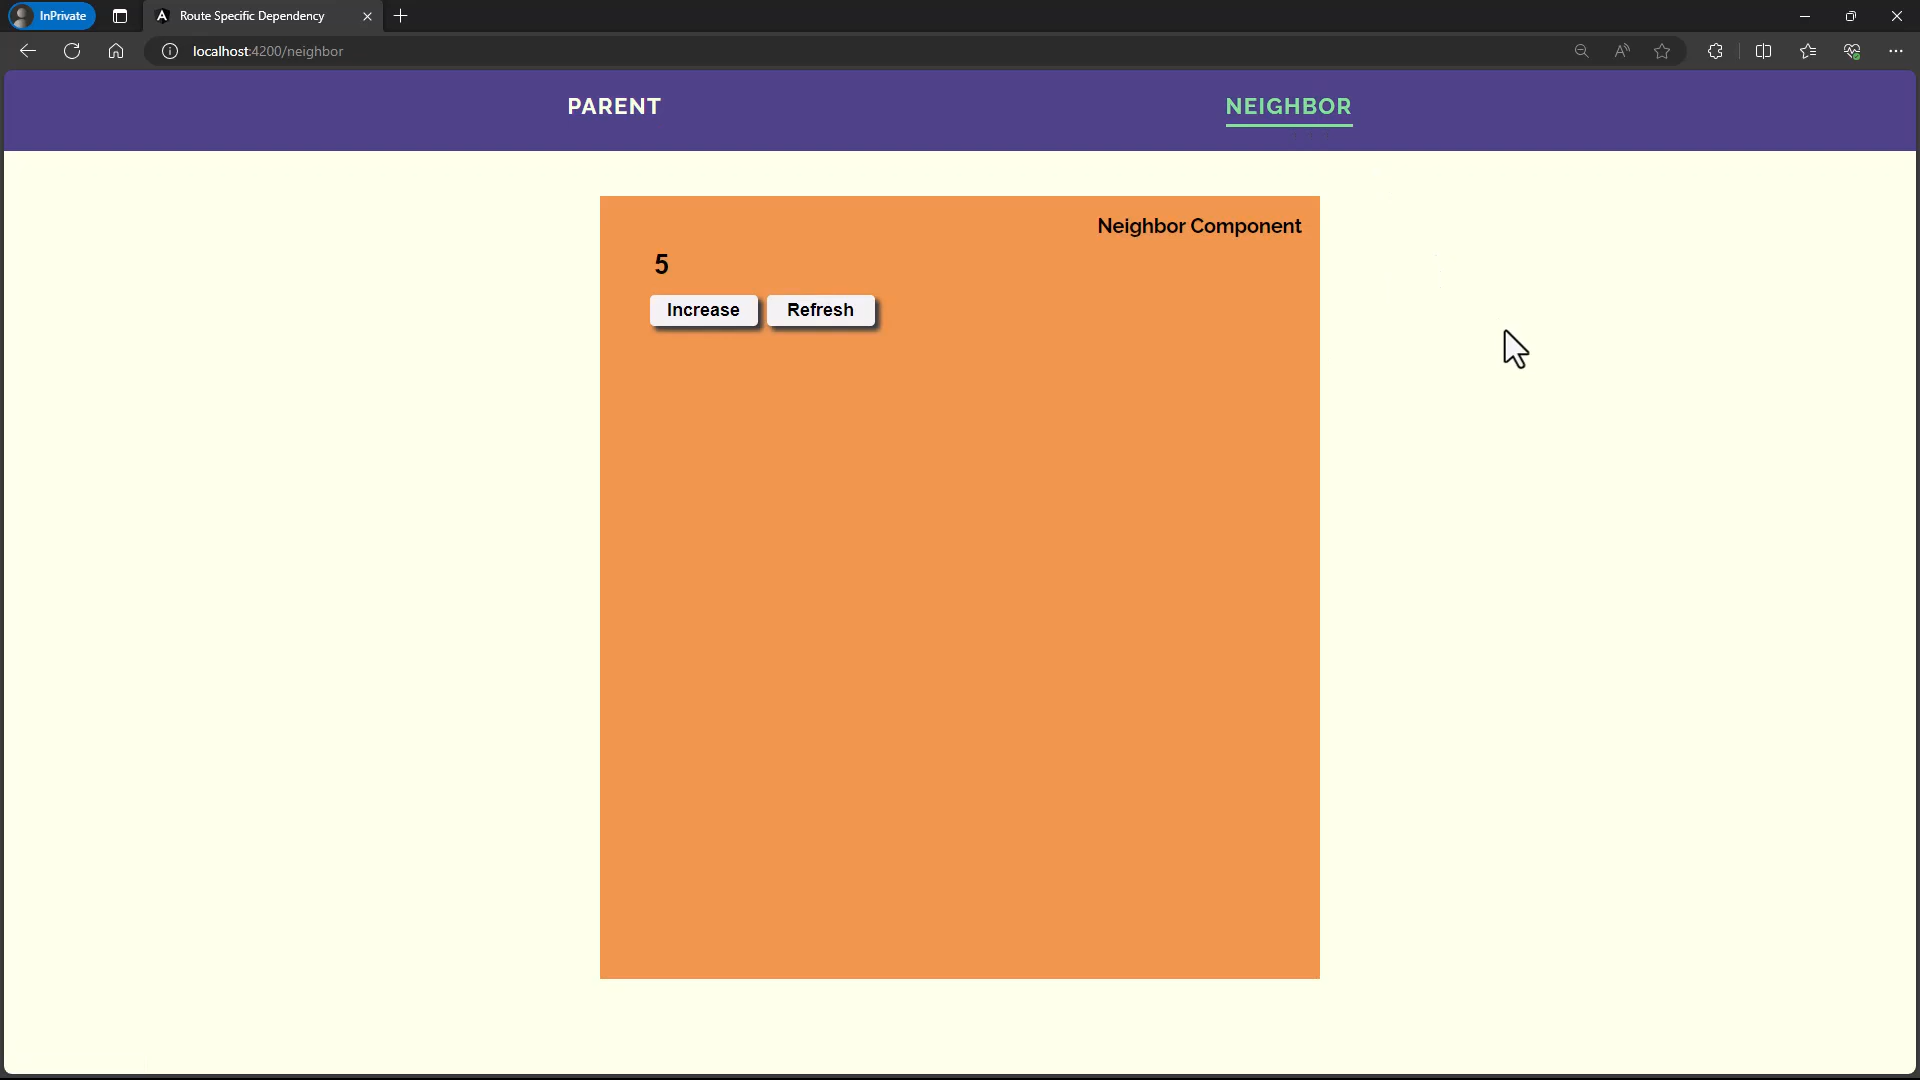 InPrivate
Route Specific Dependency
localhost:4200/neighbor
PARENT
NEIGHBOR
Neighbor Component
5
Increase
Refresh